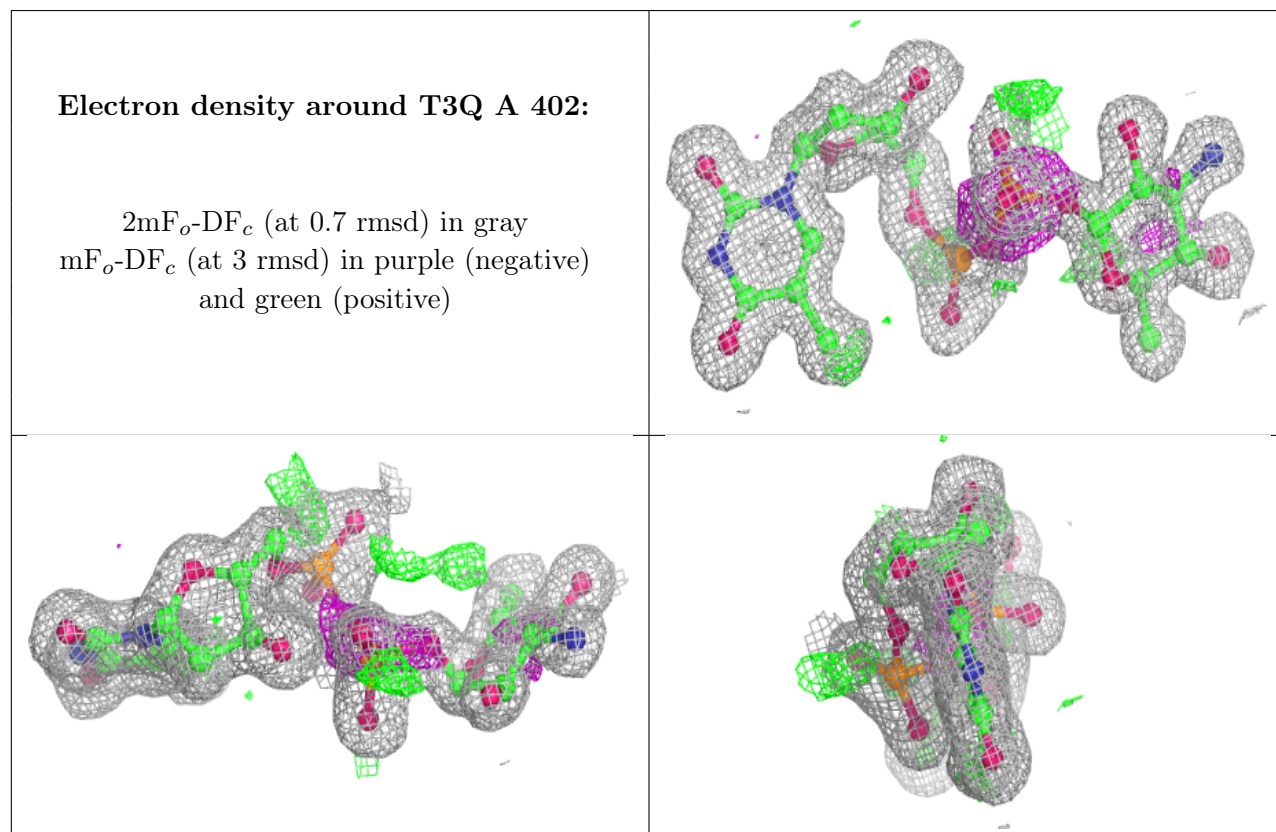 Electron density around T3Q A 402:
2mFo-DFc (at 0.7 rmsd) in gray
mFo-DFc (at 3 rmsd) in purple (negative)
and green (positive)